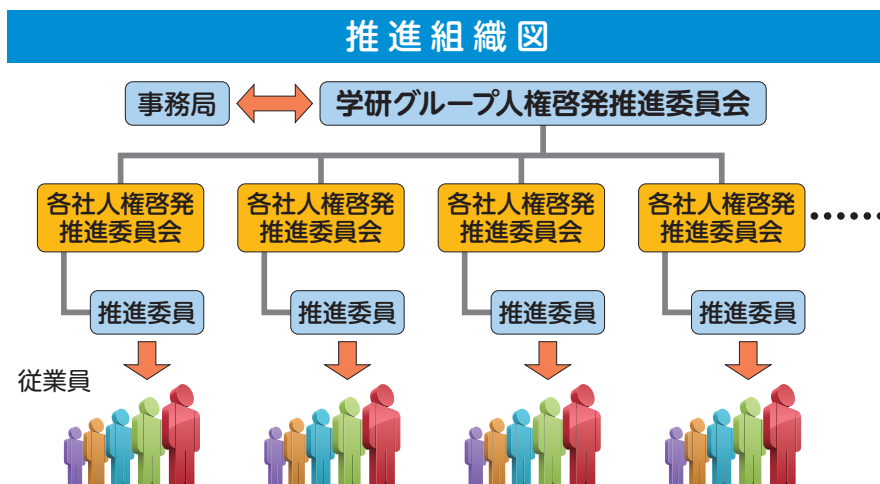 推進組織図
事務局
学研グループ人権啓発推進委員会
各社人権啓発
推進委員会
各社人権啓発
推進委員会
各社人権啓発
推進委員会
各社人権啓発
推進委員会
推進委員
推進委員
推進委員
推進委員
従業員